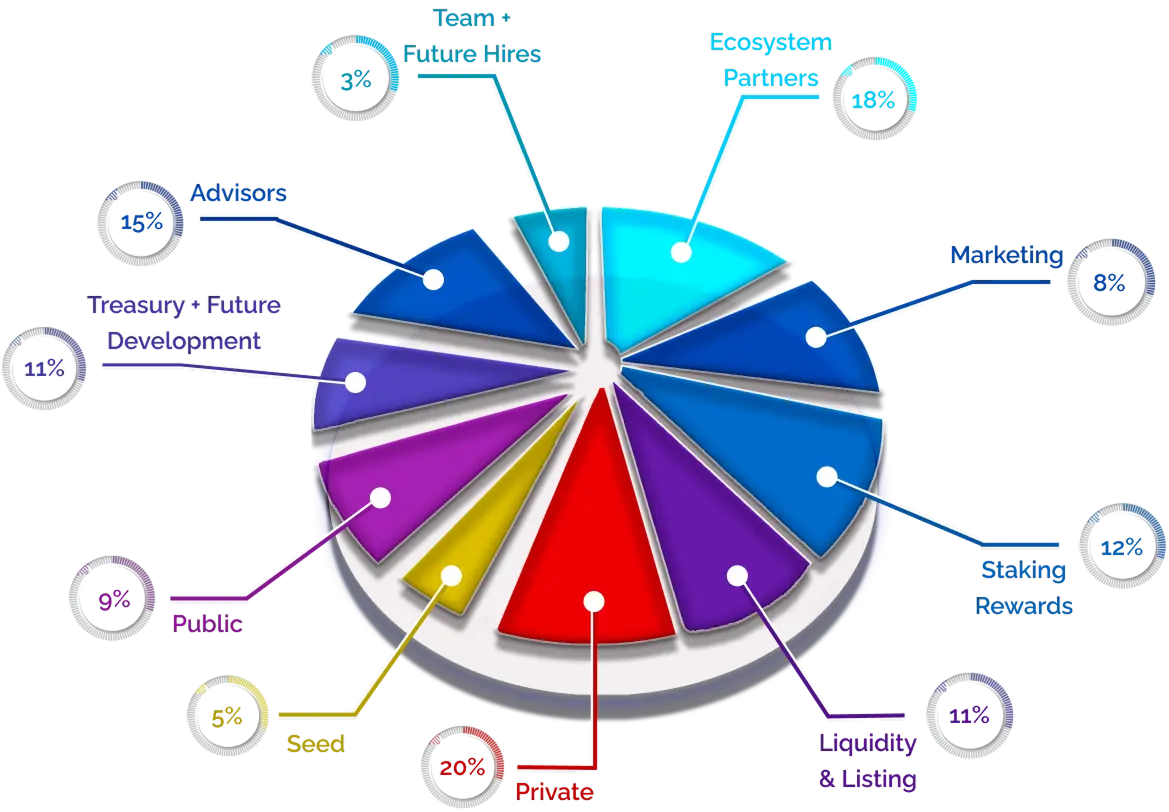 Team +
Future Hires
3%
Ecosystem
Partners
18%
Advisors
15%
Marketing
8%
Treasury + Future
Development
11%
Staking
Rewards
12%
Public
9%
Seed
5%
Private
20%
Liquidity
& Listing
11%